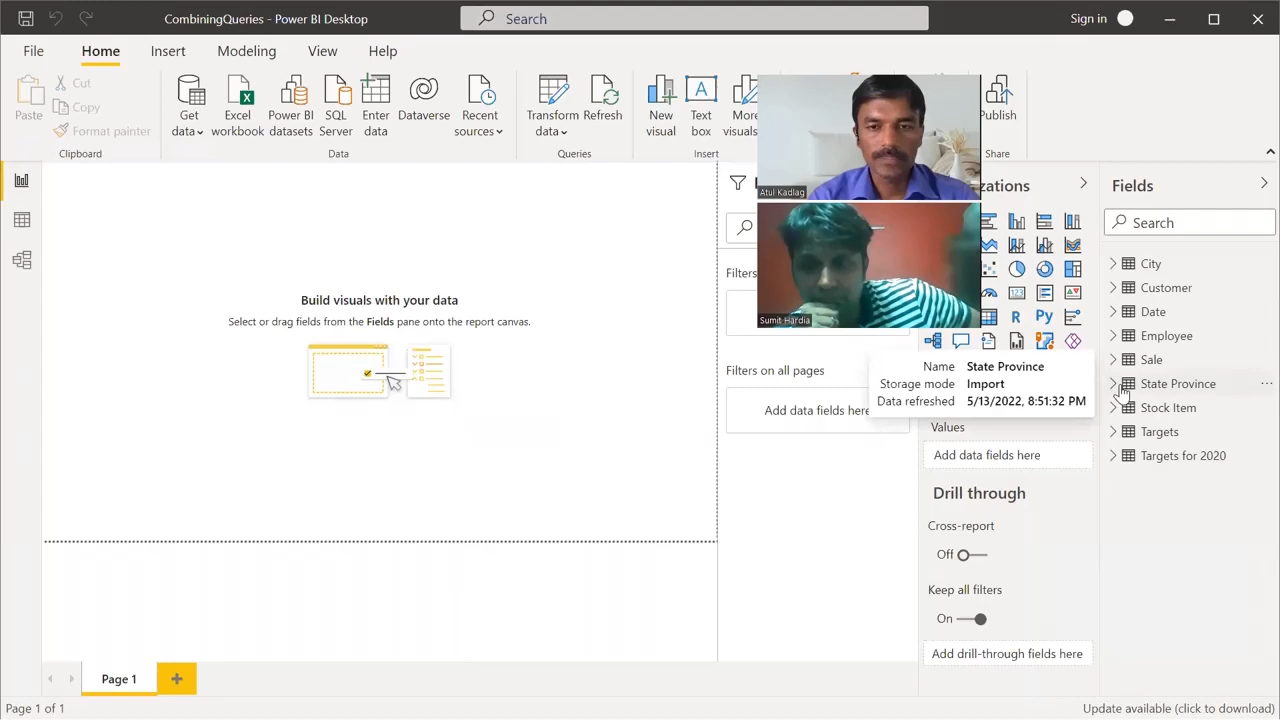 CombiningQueries - Power BI Desktop
Search
Sign in
File
Home
Insert
Modeling
View
Help
Paste
Cut
Copy
Format painter
Clipboard
Get data
Excel workbook
Power BI datasets
SQL Server
Enter data
Dataverse
Recent sources
Data
Transform data
Refresh
Queries
New visual
Text box
More visuals
Insert
Publish
Share
Atul Kadlag
Sumit Hardia
Build visuals with your data
Select or drag fields from the Fields pane onto the report canvas.
Filters
Filters on all pages
Add data fields here
zations
R
Py
Name State Province
Storage mode Import
Data refreshed 5/13/2022, 8:51:32 PM
Values
Add data fields here
Drill through
Cross-report
Off
Keep all filters
On
Add drill-through fields here
Fields
Search
City
Customer
Date
Employee
Sale
State Province
Stock Item
Targets
Targets for 2020
Page 1
Page 1 of 1
Update available (click to download)